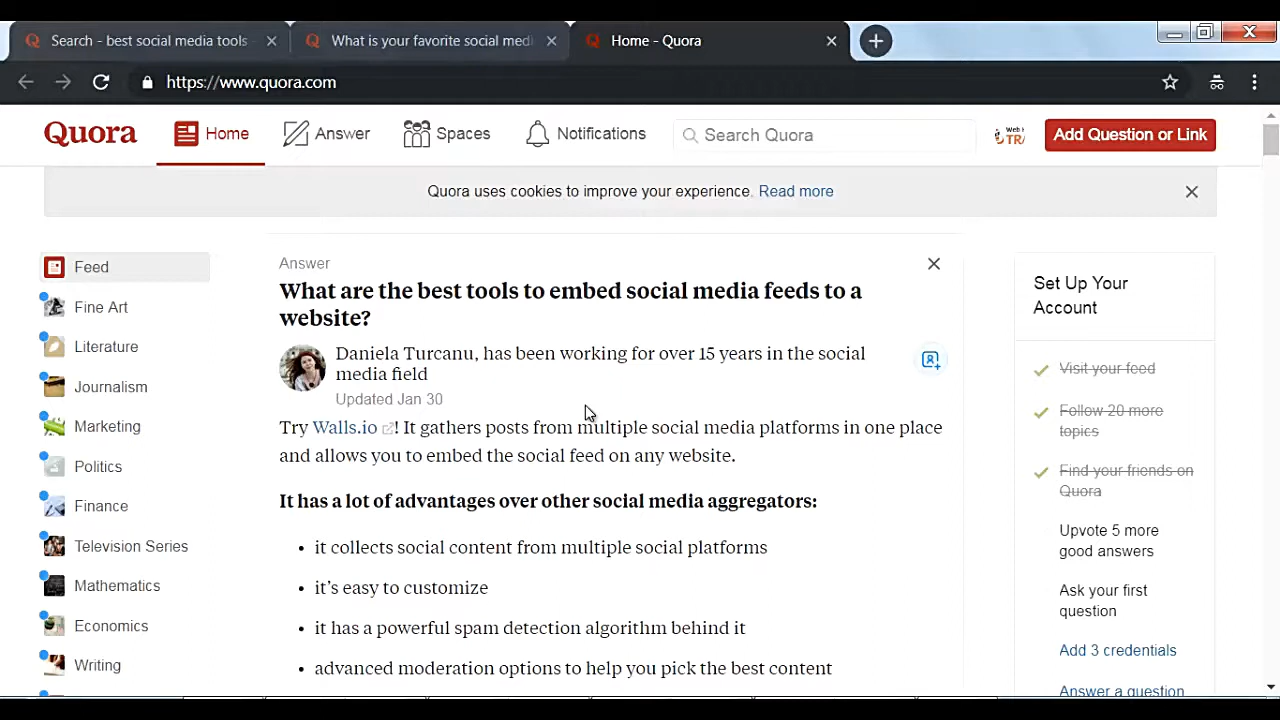 Search - best social media tools
What is your favorite social med
Home - Quora
https://www.quora.com
Quora
Home
Answer
Spaces
Notifications
Search Quora
Add Question or Link
Quora uses cookies to improve your experience. Read more
Feed
Fine Art
Literature
Journalism
Marketing
Politics
Finance
Television Series
Mathematics
Economics
Writing
Answer
What are the best tools to embed social media feeds to a
website?
Daniela Turcanu, has been working for over 15 years in the social
media field
Updated Jan 30
Try Walls.io! It gathers posts from multiple social media platforms in one place
and allows you to embed the social feed on any website.
It has a lot of advantages over other social media aggregators:
• it collects social content from multiple social platforms
• it’s easy to customize
• it has a powerful spam detection algorithm behind it
• advanced moderation options to help you pick the best content
Set Up Your
Account
Visit your feed
Follow 20 more
topics
Find your friends on
Quora
Upvote 5 more
good answers
Ask your first
question
Add 3 credentials
Answer a question